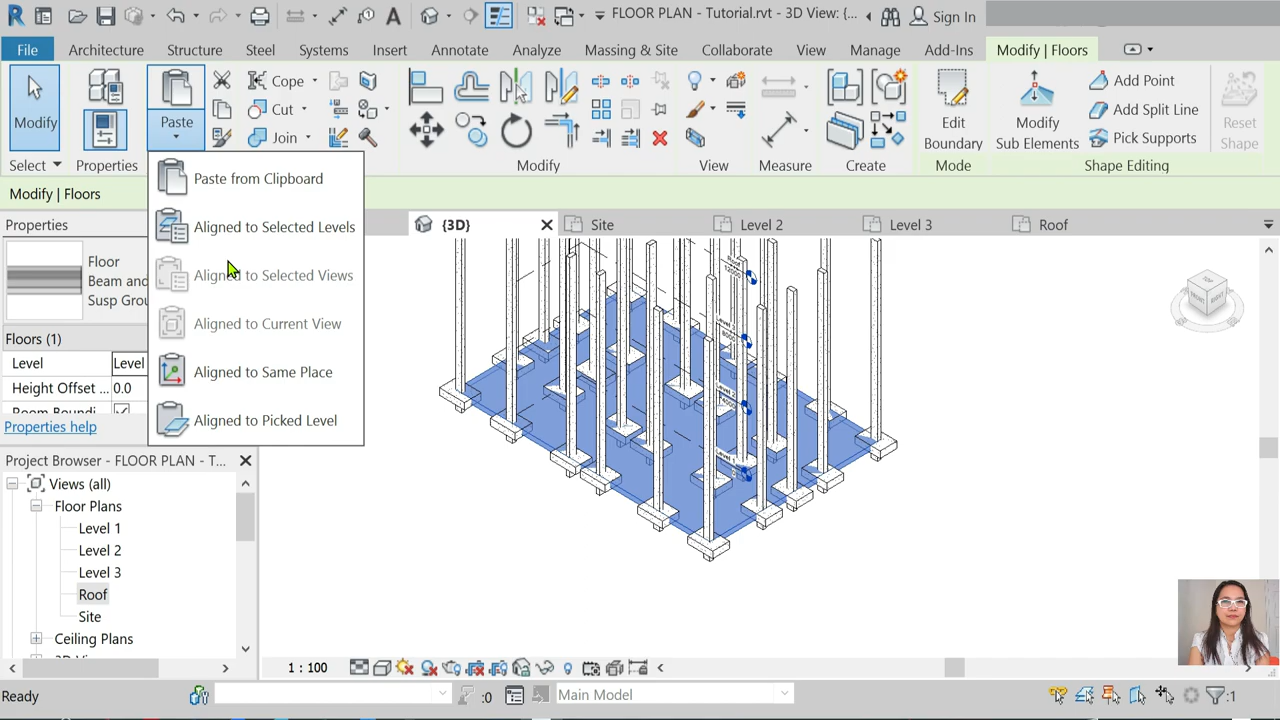 FLOOR PLAN - Tutorial.rvt - 3D View: {...
Sign In
File Architecture Structure Steel Systems Insert Annotate Analyze Massing & Site Collaborate View Manage Add-Ins Modify | Floors
Modify
Paste
Cope
Cut
Join
Edit
Boundary
Modify
Sub Elements
Add Point
Add Split Line
Pick Supports
Reset
Shape
Select Properties Modify View Measure Create Mode Shape Editing
Modify | Floors
Paste from Clipboard
Aligned to Selected Levels
Aligned to Selected Views
Aligned to Current View
Aligned to Same Place
Aligned to Picked Level
{3D} Site Level 2 Level 3 Roof
Properties
Floor
Beam and
Susp Grou
Floors (1)
Level Level
Height Offset ... 0.0
Properties help
Project Browser - FLOOR PLAN - T...
Views (all)
Floor Plans
Level 1
Level 2
Level 3
Roof
Site
Ceiling Plans
Roof
12000
TOP
FRONT
RIGHT
1 : 100
Ready
:0
Main Model
:1